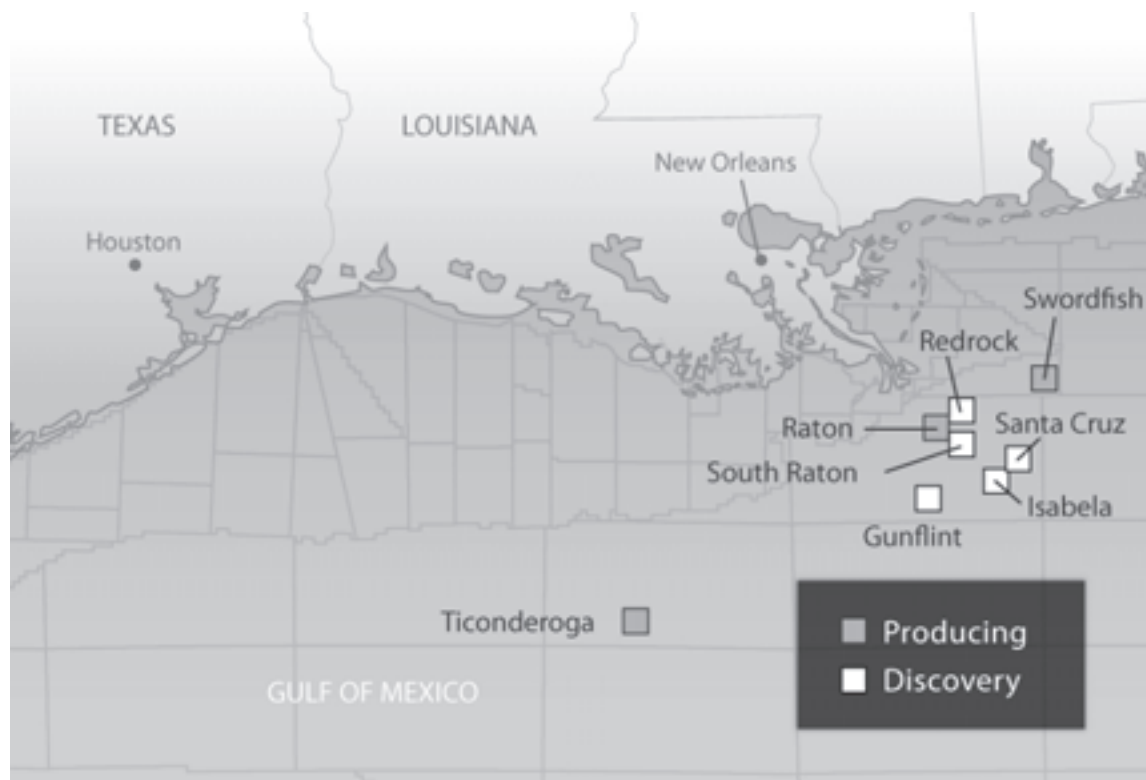 TEXAS
LOUISIANA
New Orleans
Houston
Swordfish
Redrock
Raton
Santa Cruz
South Raton
Isabela
Gunflint
Ticonderoga
Producing
Discovery
GULF OF MEXICO